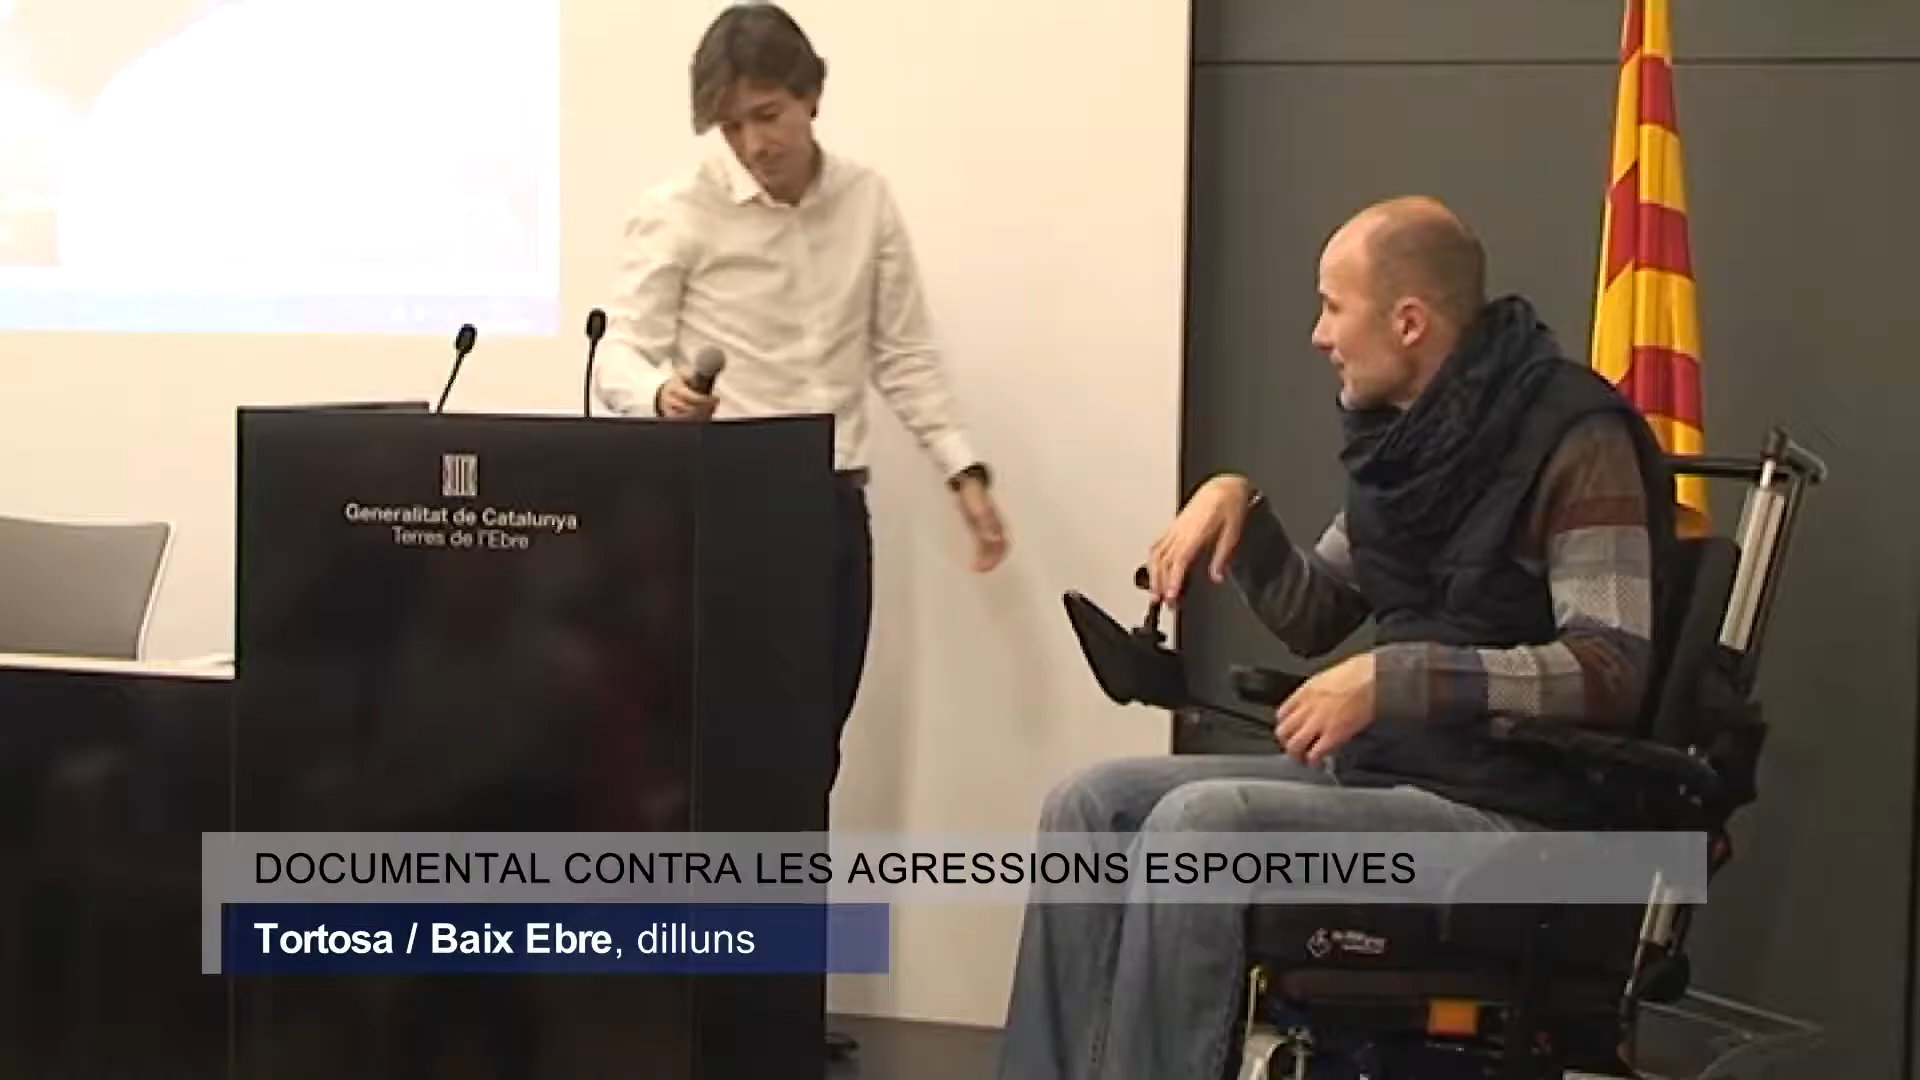 Generalitat de Catalunya
Terres de l'Ebre
DOCUMENTAL CONTRA LES AGRESSIONS ESPORTIVES
Tortosa / Baix Ebre, dilluns